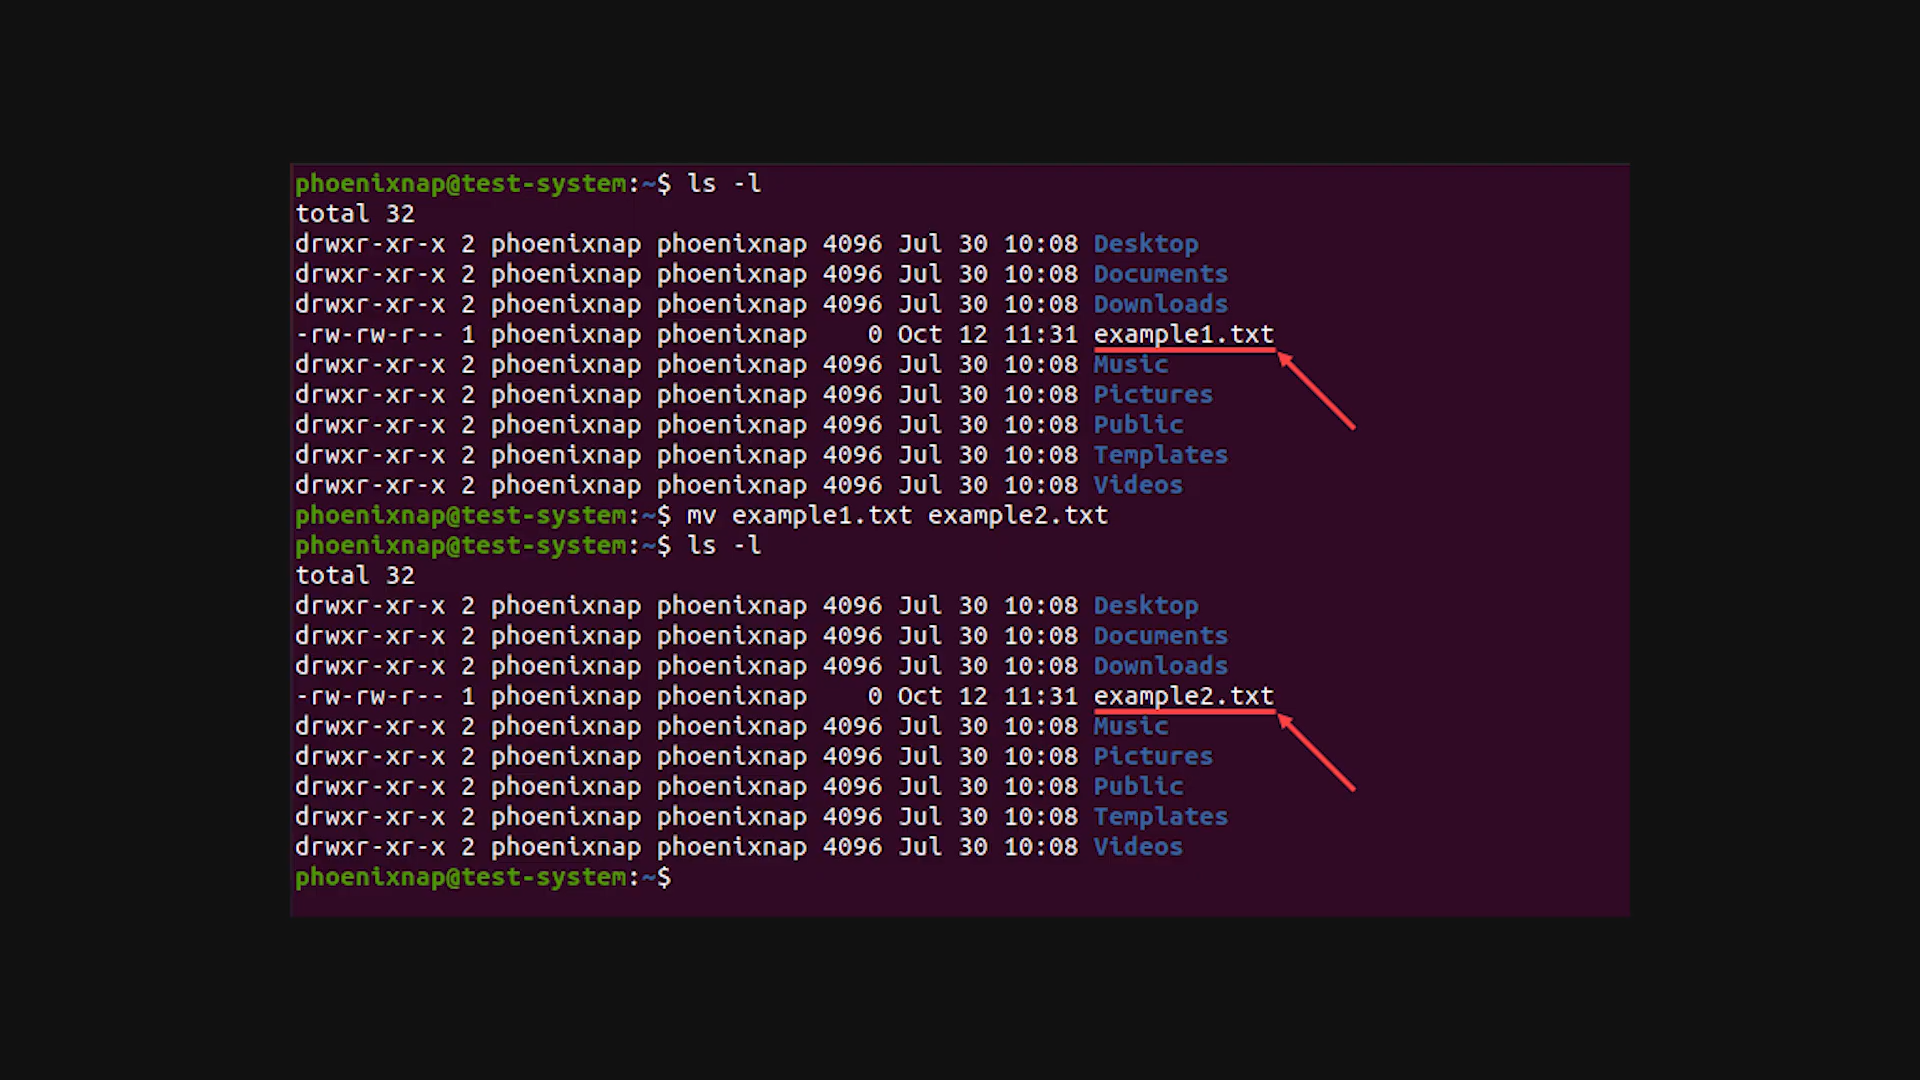 phoenixnap@test-system:~$ ls -l
total 32
drwxr-xr-x 2 phoenixnap phoenixnap 4096 Jul 30 10:08 Desktop
drwxr-xr-x 2 phoenixnap phoenixnap 4096 Jul 30 10:08 Documents
drwxr-xr-x 2 phoenixnap phoenixnap 4096 Jul 30 10:08 Downloads
-rw-rw-r-- 1 phoenixnap phoenixnap    0 Oct 12 11:31 example1.txt
drwxr-xr-x 2 phoenixnap phoenixnap 4096 Jul 30 10:08 Music
drwxr-xr-x 2 phoenixnap phoenixnap 4096 Jul 30 10:08 Pictures
drwxr-xr-x 2 phoenixnap phoenixnap 4096 Jul 30 10:08 Public
drwxr-xr-x 2 phoenixnap phoenixnap 4096 Jul 30 10:08 Templates
drwxr-xr-x 2 phoenixnap phoenixnap 4096 Jul 30 10:08 Videos
phoenixnap@test-system:~$ mv example1.txt example2.txt
phoenixnap@test-system:~$ ls -l
total 32
drwxr-xr-x 2 phoenixnap phoenixnap 4096 Jul 30 10:08 Desktop
drwxr-xr-x 2 phoenixnap phoenixnap 4096 Jul 30 10:08 Documents
drwxr-xr-x 2 phoenixnap phoenixnap 4096 Jul 30 10:08 Downloads
-rw-rw-r-- 1 phoenixnap phoenixnap    0 Oct 12 11:31 example2.txt
drwxr-xr-x 2 phoenixnap phoenixnap 4096 Jul 30 10:08 Music
drwxr-xr-x 2 phoenixnap phoenixnap 4096 Jul 30 10:08 Pictures
drwxr-xr-x 2 phoenixnap phoenixnap 4096 Jul 30 10:08 Public
drwxr-xr-x 2 phoenixnap phoenixnap 4096 Jul 30 10:08 Templates
drwxr-xr-x 2 phoenixnap phoenixnap 4096 Jul 30 10:08 Videos
phoenixnap@test-system:~$